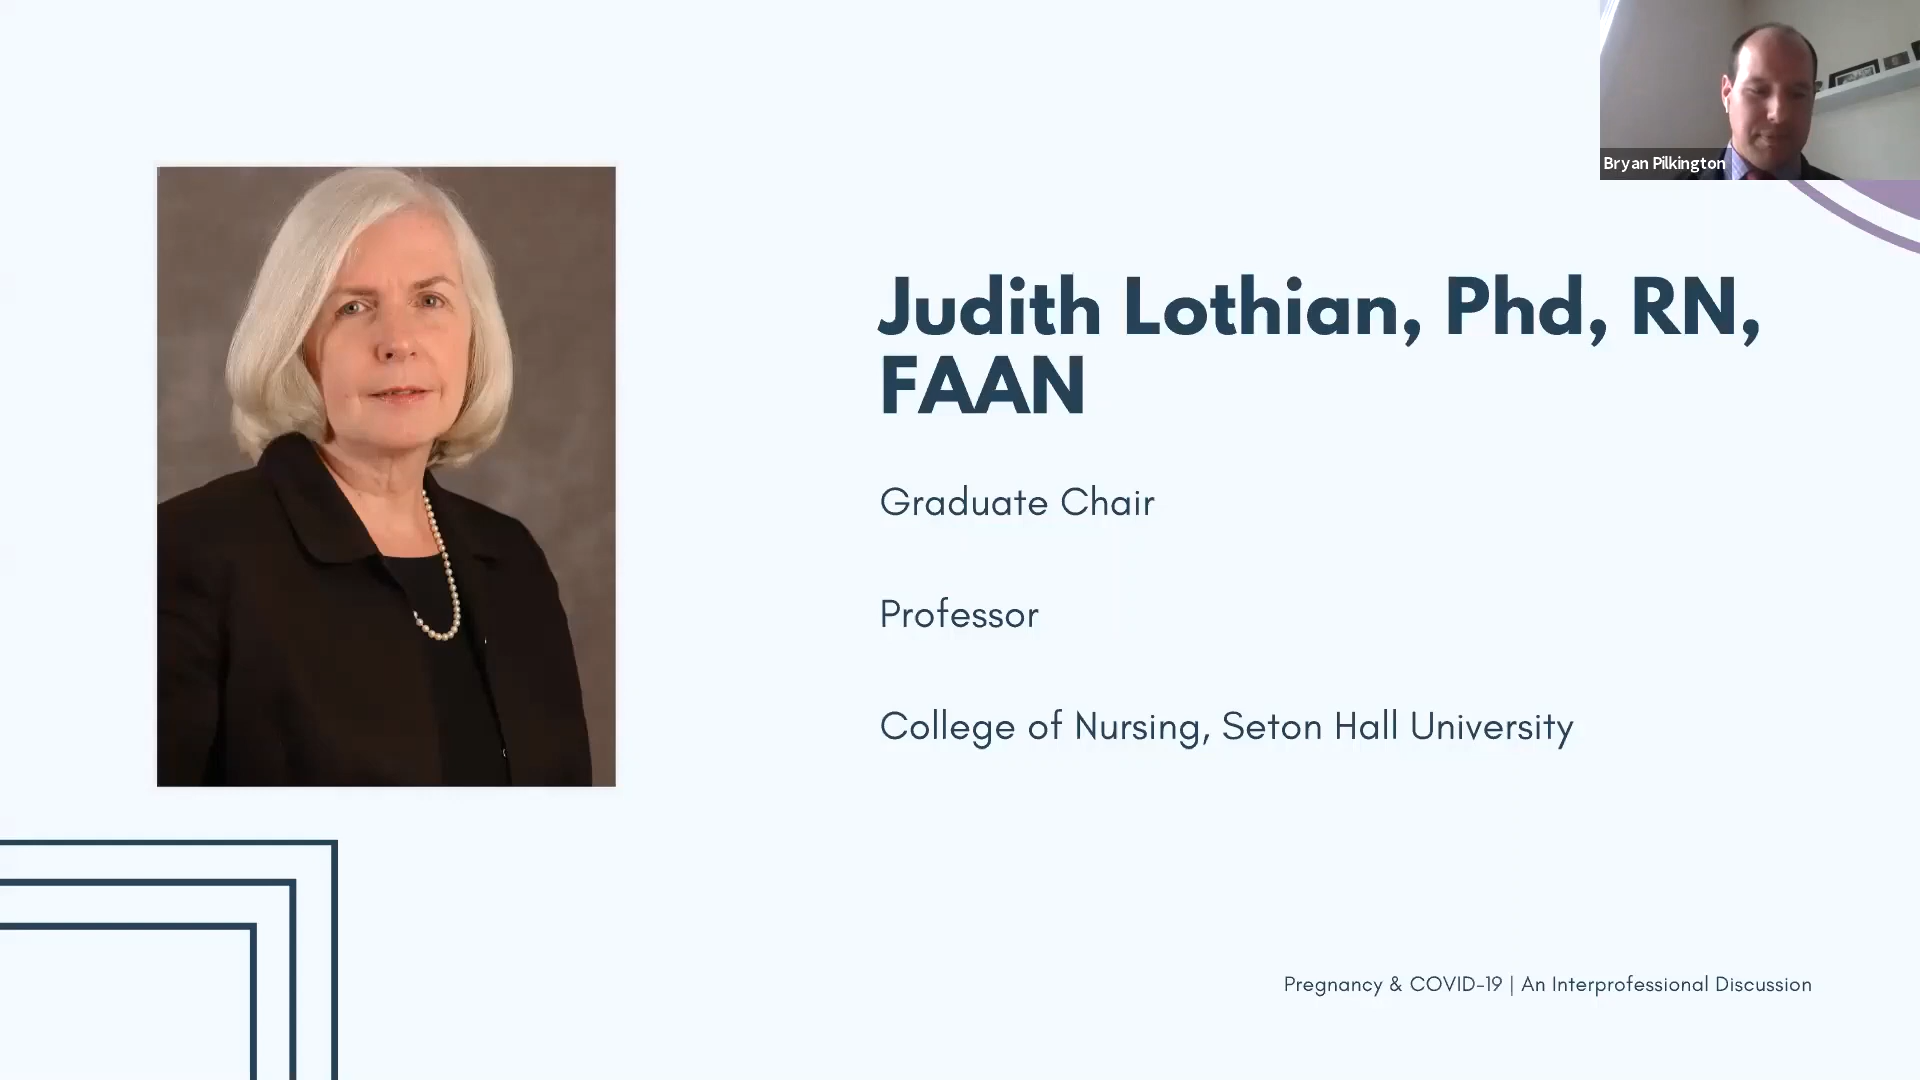 Bryan Pilkington
Judith Lothian, Phd, RN,
FAAN
Graduate Chair
Professor
College of Nursing, Seton Hall University
Pregnancy & COVID-19 | An Interprofessional Discussion